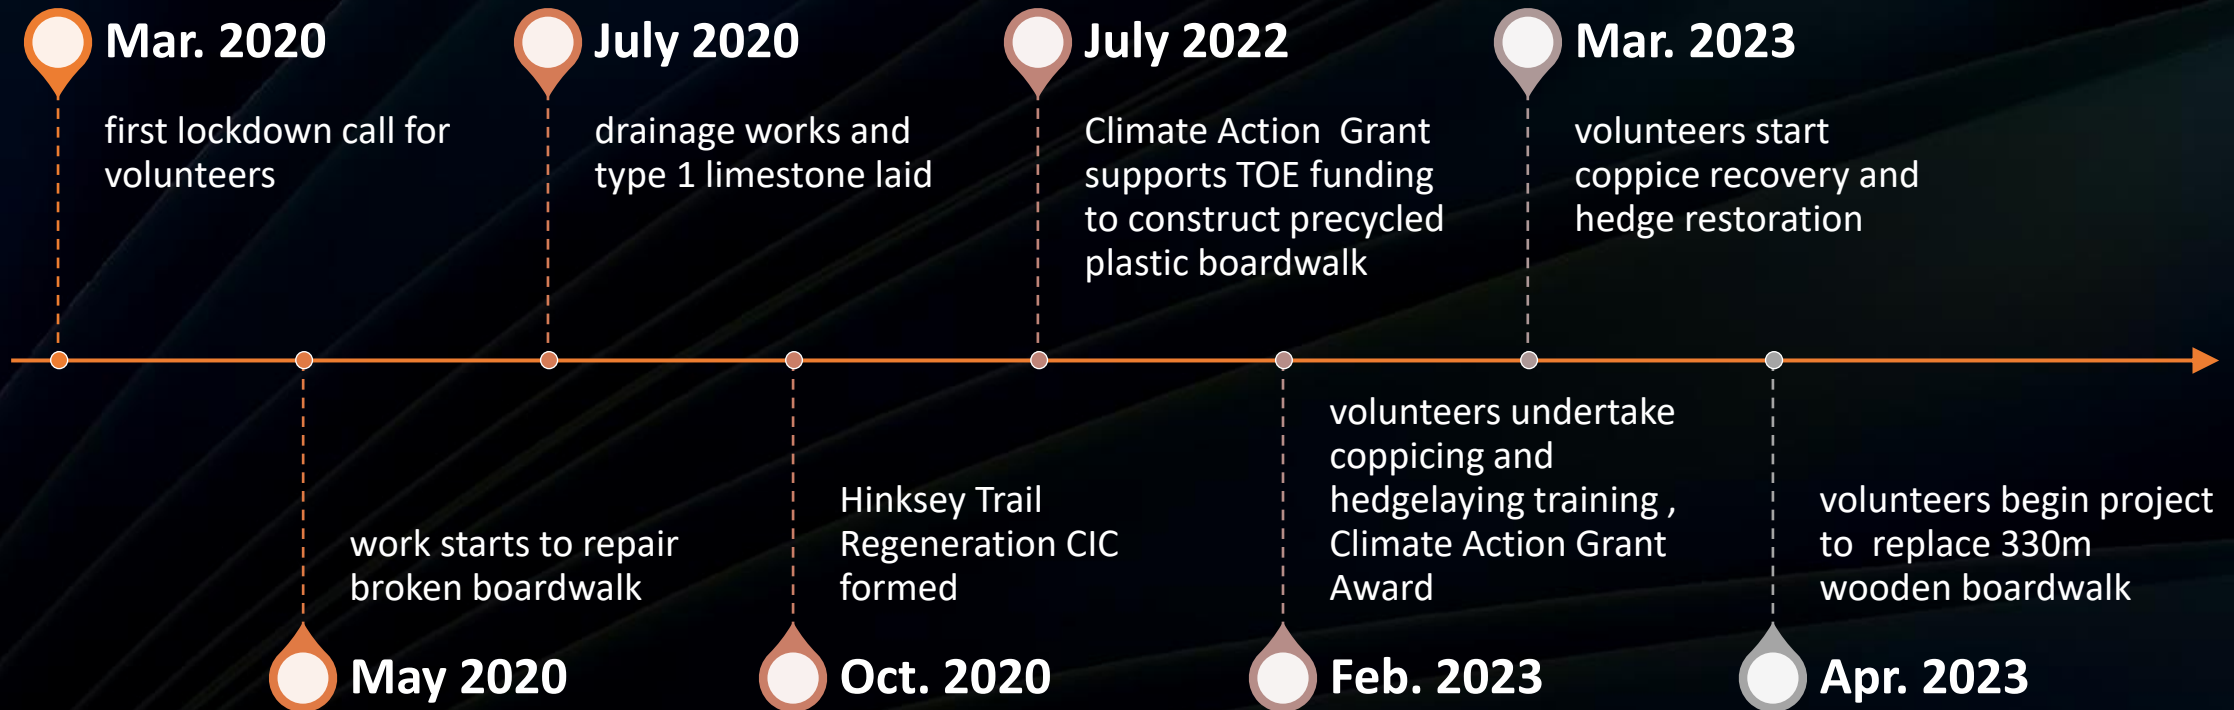 Mar. 2020
first lockdown call for
volunteers
May 2020
work starts to repair
broken boardwalk
July 2020
drainage works and
type 1 limestone laid
Oct. 2020
Hinksey Trail
Regeneration CIC
formed
July 2022
Climate Action  Grant
supports TOE funding
to construct precycled
plastic boardwalk
Feb. 2023
volunteers undertake
coppicing and
hedgelaying training ,
Climate Action Grant
Award
Mar. 2023
volunteers start
coppice recovery and
hedge restoration
Apr. 2023
volunteers begin project
to  replace 330m
wooden boardwalk